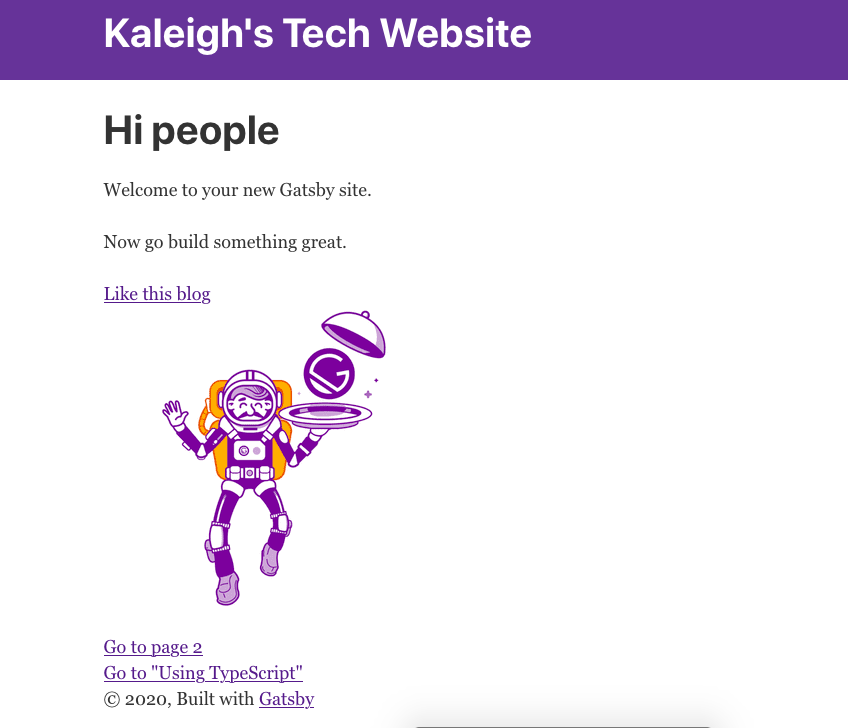 Kaleigh's Tech Website
Hi people
Welcome to your new Gatsby site.
Now go build something great.
Like this blog
Go to page 2
Go to "Using TypeScript"
© 2020, Built with Gatsby